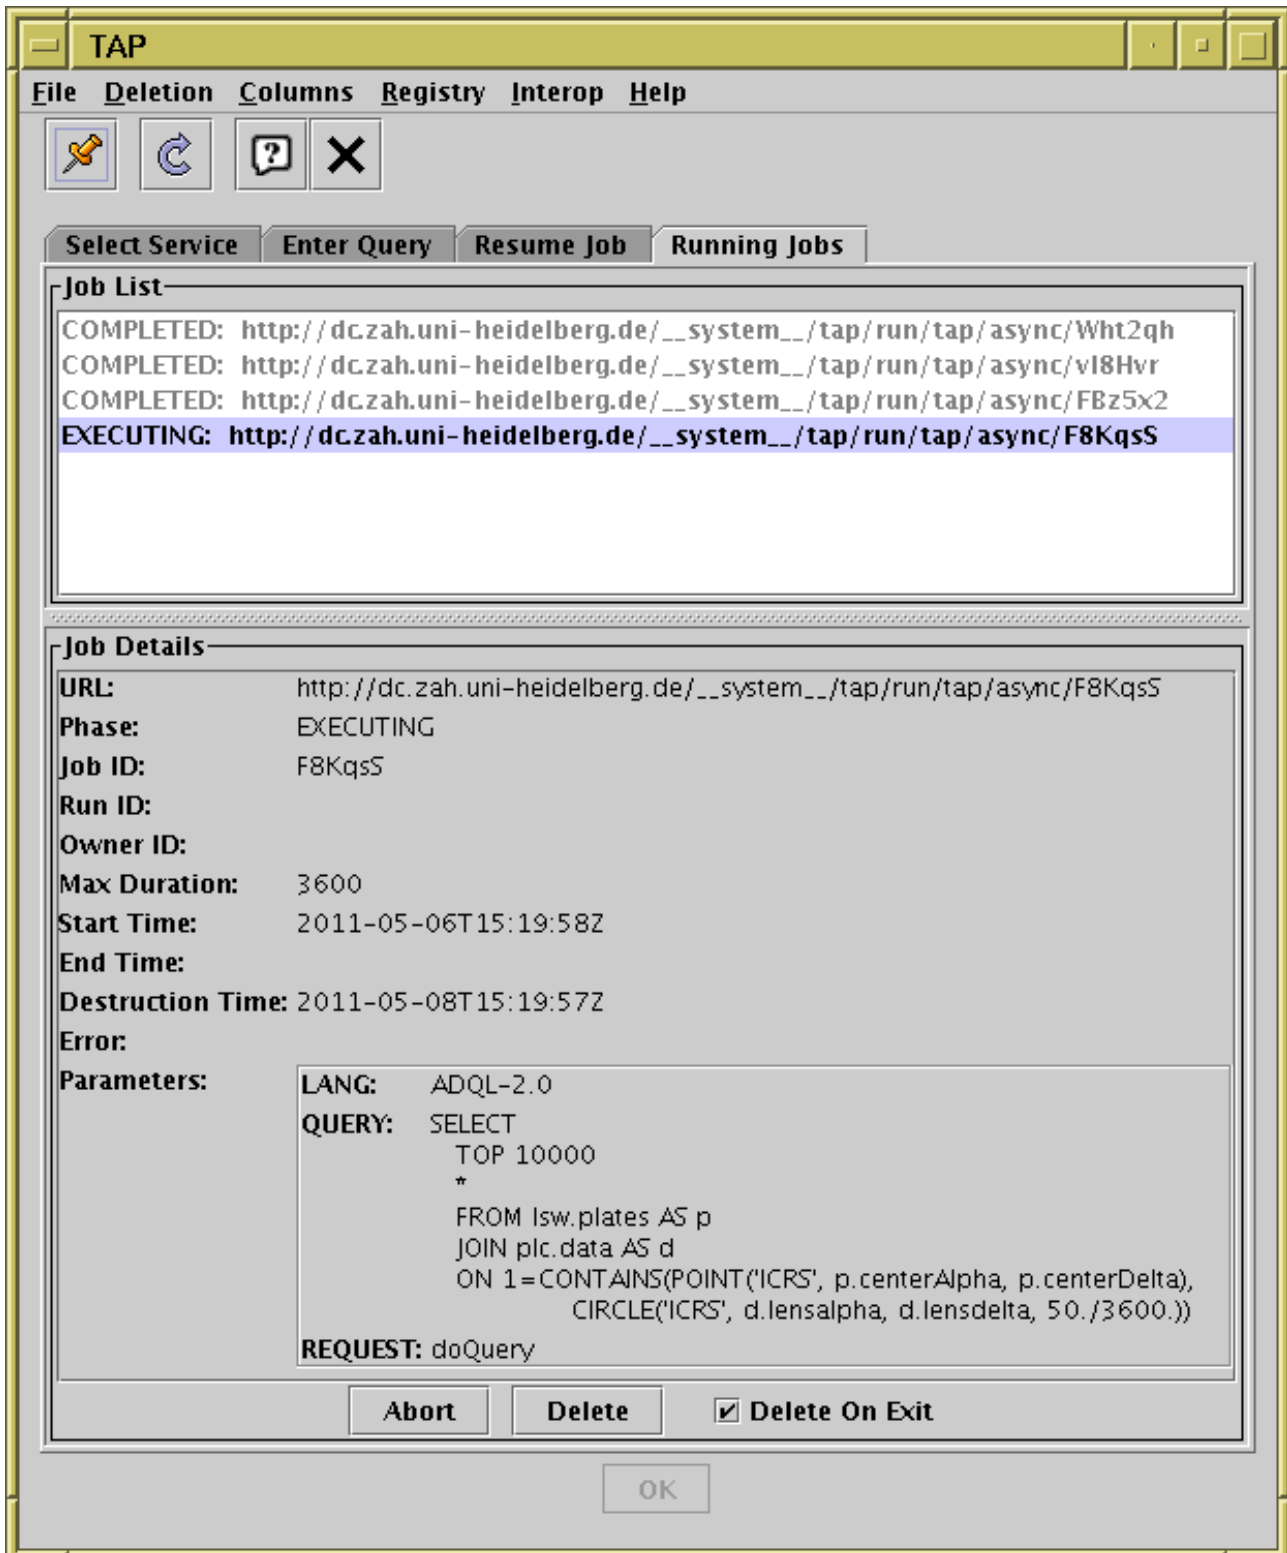 TAP
File Deletion Columns Registry Interop Help
Select Service Enter Query Resume Job Running Jobs
Job List
COMPLETED: http://dc.zah.uni-heidelberg.de/__system__/tap/run/tap/async/Wht2qh
COMPLETED: http://dc.zah.uni-heidelberg.de/__system__/tap/run/tap/async/vI8Hvr
COMPLETED: http://dc.zah.uni-heidelberg.de/__system__/tap/run/tap/async/FBz5x2
EXECUTING: http://dc.zah.uni-heidelberg.de/__system__/tap/run/tap/async/F8KqsS
Job Details
URL: http://dc.zah.uni-heidelberg.de/__system__/tap/run/tap/async/F8KqsS
Phase: EXECUTING
Job ID: F8KqsS
Run ID:
Owner ID:
Max Duration: 3600
Start Time: 2011-05-06T15:19:58Z
End Time:
Destruction Time: 2011-05-08T15:19:57Z
Error:
Parameters: LANG: ADQL-2.0
QUERY: SELECT
TOP 10000
*
FROM lsw.plates AS p
JOIN plc.data AS d
ON 1=CONTAINS(POINT('ICRS', p.centerAlpha, p.centerDelta),
CIRCLE('ICRS', d.lensalpha, d.lensdelta, 50./3600.))
REQUEST: doQuery
Abort Delete Delete On Exit
OK